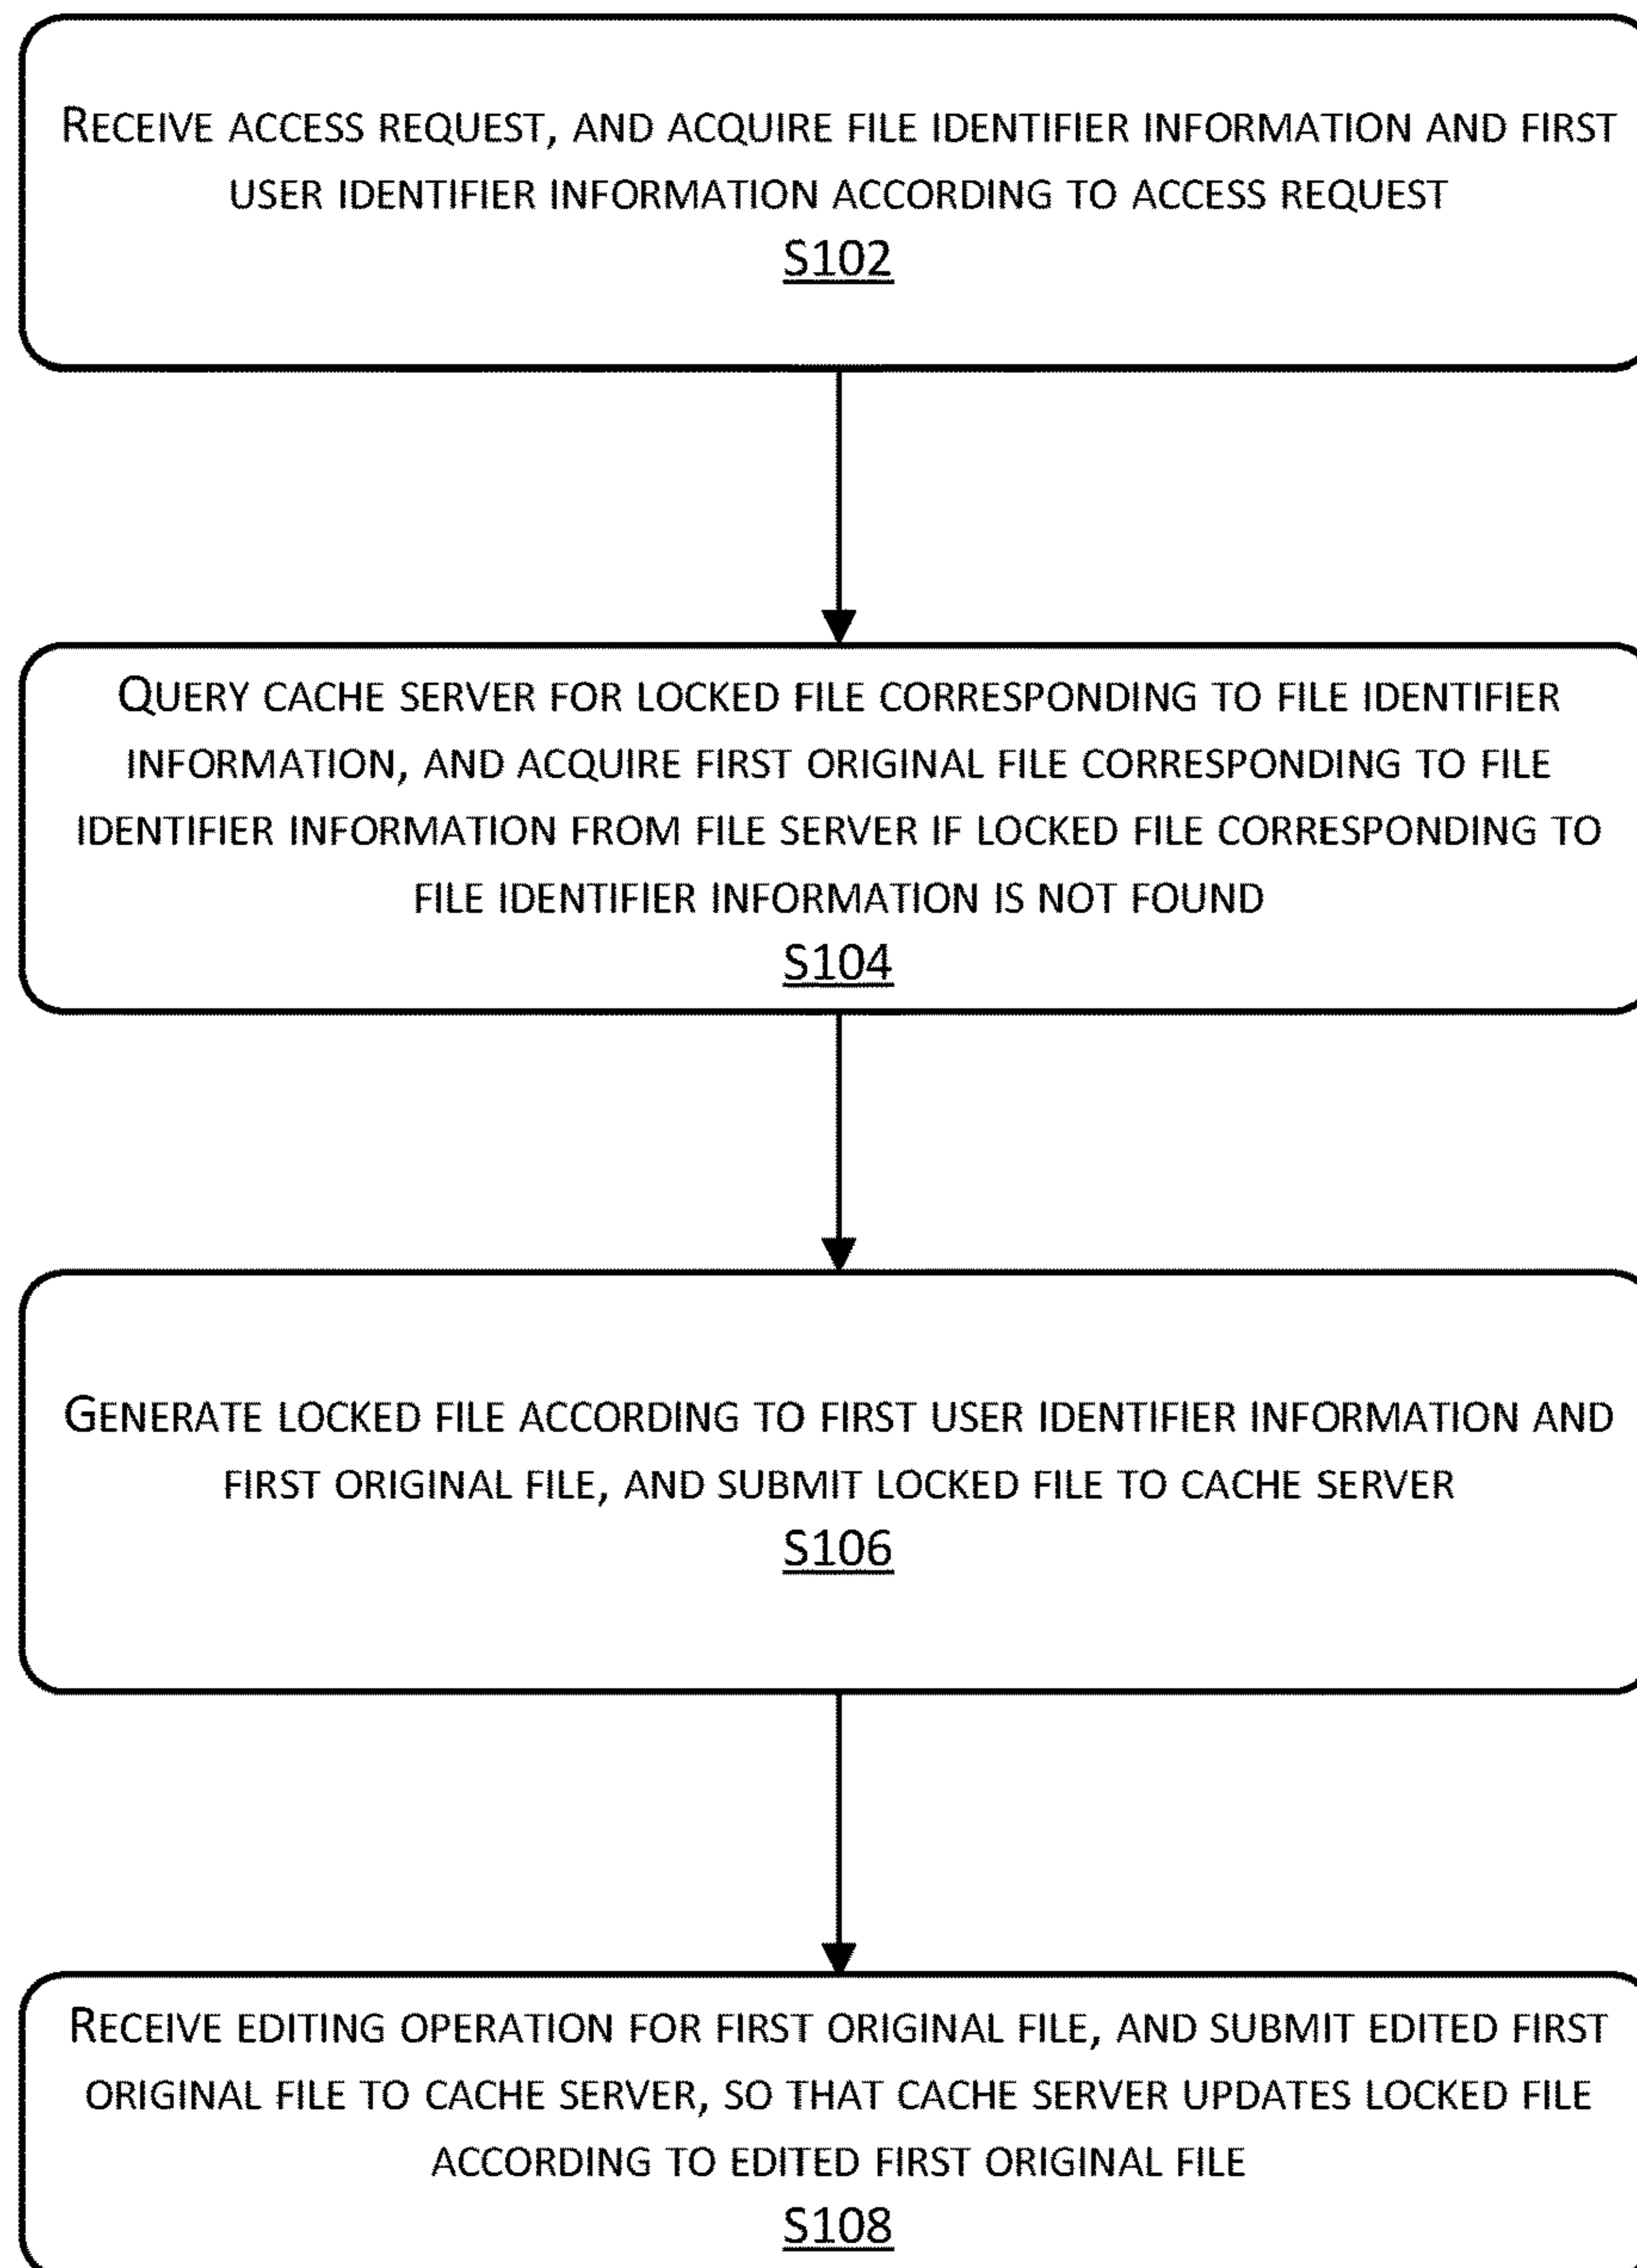 RECEIVE ACCESS REQUEST, AND ACQUIRE FILE IDENTIFIER INFORMATION AND FIRST
USER IDENTIFIER INFORMATION ACCORDING TO ACCESS REQUEST
S102
QUERY CACHE SERVER FOR LOCKED FILE CORRESPONDING TO FILE IDENTIFIER
INFORMATION, AND ACQUIRE FIRST ORIGINAL FILE CORRESPONDING TO FILE
IDENTIFIER INFORMATION FROM FILE SERVER IF LOCKED FILE CORRESPONDING TO
FILE IDENTIFIER INFORMATION IS NOT FOUND
S104
GENERATE LOCKED FILE ACCORDING TO FIRST USER IDENTIFIER INFORMATION AND
FIRST ORIGINAL FILE, AND SUBMIT LOCKED FILE TO CACHE SERVER
S106
RECEIVE EDITING OPERATION FOR FIRST ORIGINAL FILE, AND SUBMIT EDITED FIRST
ORIGINAL FILE TO CACHE SERVER, SO THAT CACHE SERVER UPDATES LOCKED FILE
ACCORDING TO EDITED FIRST ORIGINAL FILE
S108